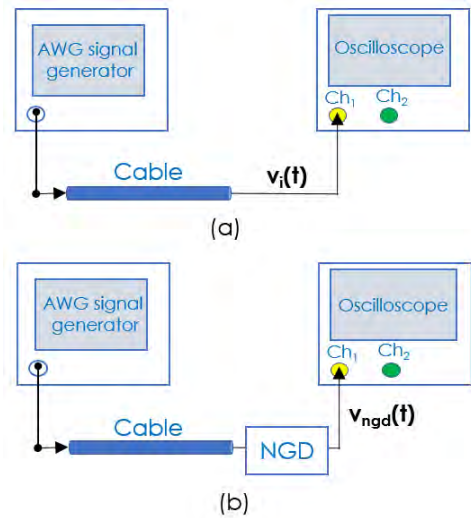 AWG signal
generator
Oscilloscope
Ch1 Ch2
Cable
vi(t)
(a)
AWG signal
generator
Oscilloscope
Ch1 Ch2
vngd(t)
Cable
NGD
(b)